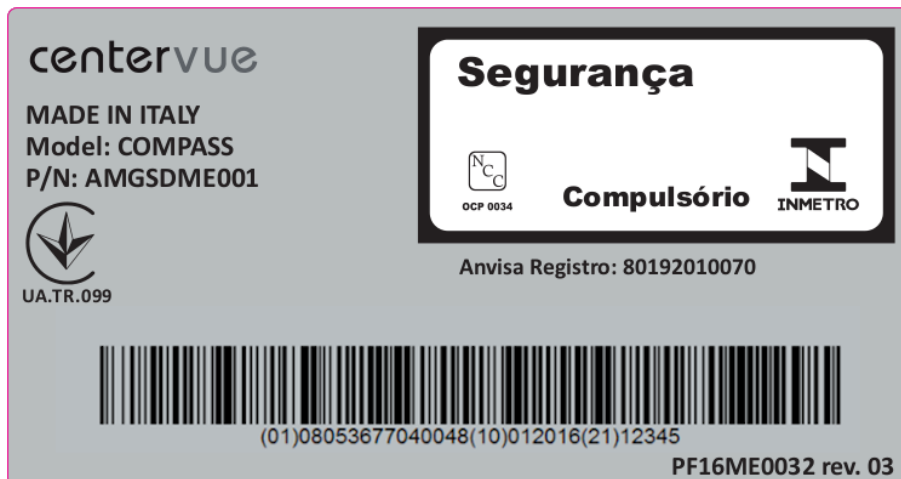 centervue
MADE IN ITALY
Model: COMPASS
P/N: AMGSDME001
UA.TR.099
Segurança
NCC
OCP 0034
Compulsório
INMETRO
Anvisa Registro: 80192010070
(01)08053677040048(10)012016(21)12345
PF16ME0032 rev. 03